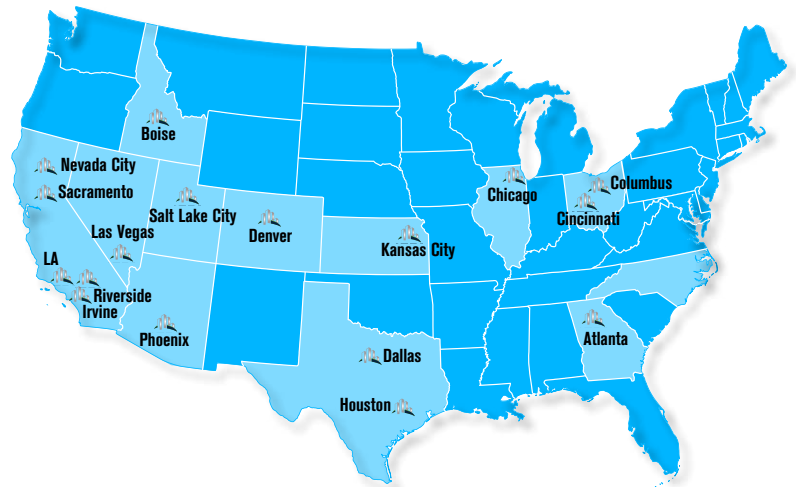 Boise
Nevada City
Sacramento
Salt Lake City
Las Vegas
Denver
Kansas City
Chicago
Columbus
Cincinnati
LA
Riverside
Irvine
Phoenix
Atlanta
Dallas
Houston